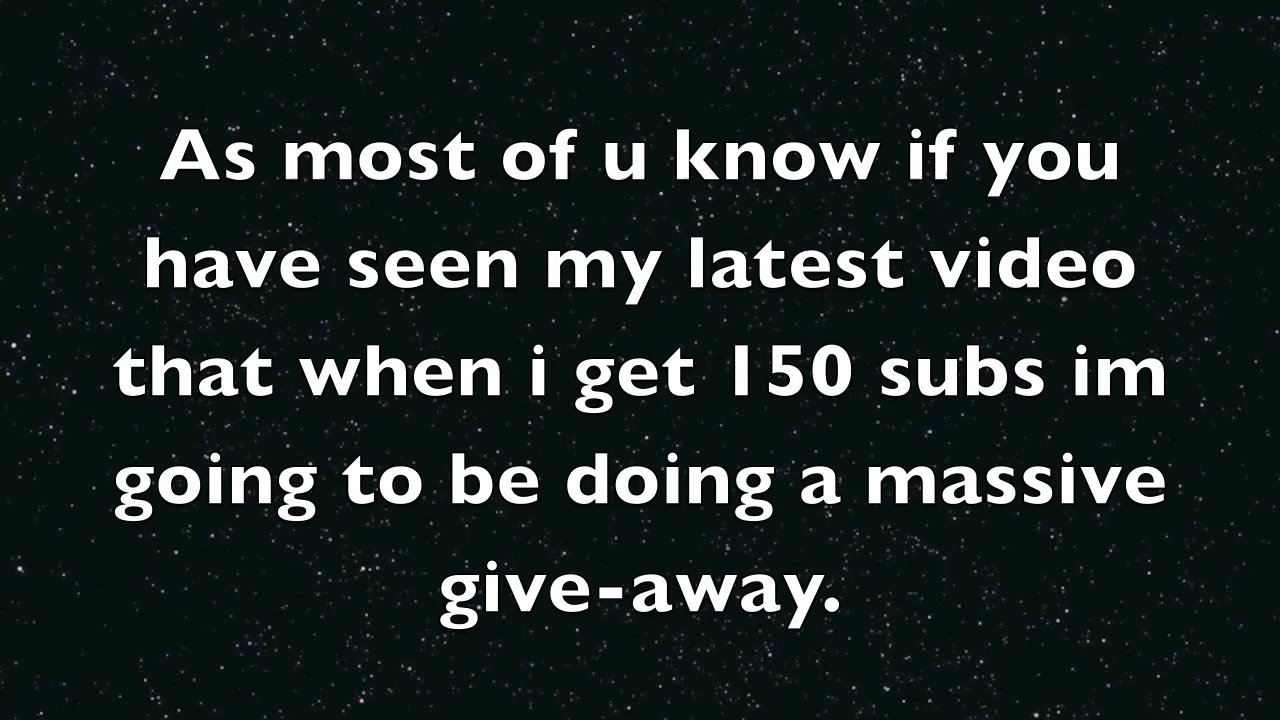 As most of u know if you
have seen my latest video
that when i get 150 subs im
going to be doing a massive
give-away.